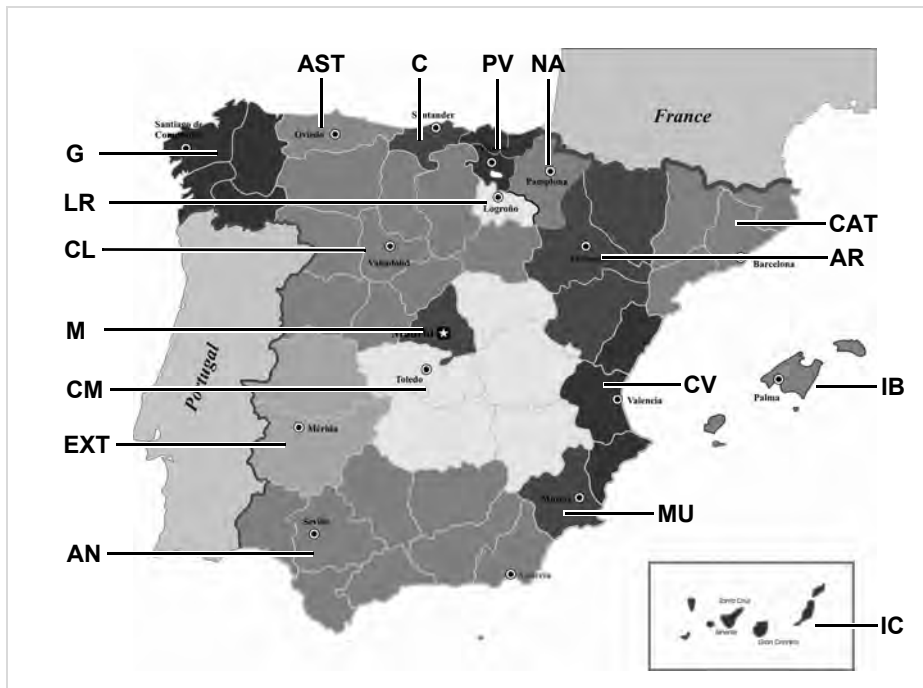 AST
C
PV
NA
Santander
France
Santiago de
Oviedo
G
Pamplona
LR
Logroño
CAT
CL
Valladolid
AR
Barcelona
M
Madrid
Portugal
Toledo
CM
CV
Palma
IB
Valencia
EXT
Mérida
Murcia
MU
Sevilla
AN
Almería
Santa Cruz
Tenerife
IC
Gran Canaria